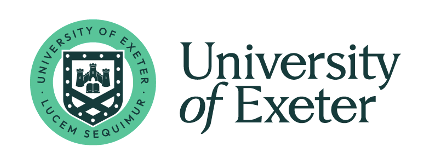 UNIVERSITY OF EXETER
· LUCEM SEQUIMUR ·
University
of Exeter